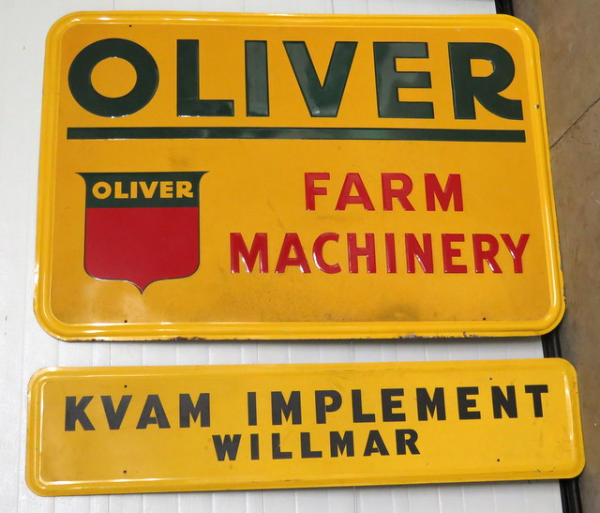 OLIVER
OLIVER
FARM
MACHINERY
KVAM IMPLEMENT
WILLMAR